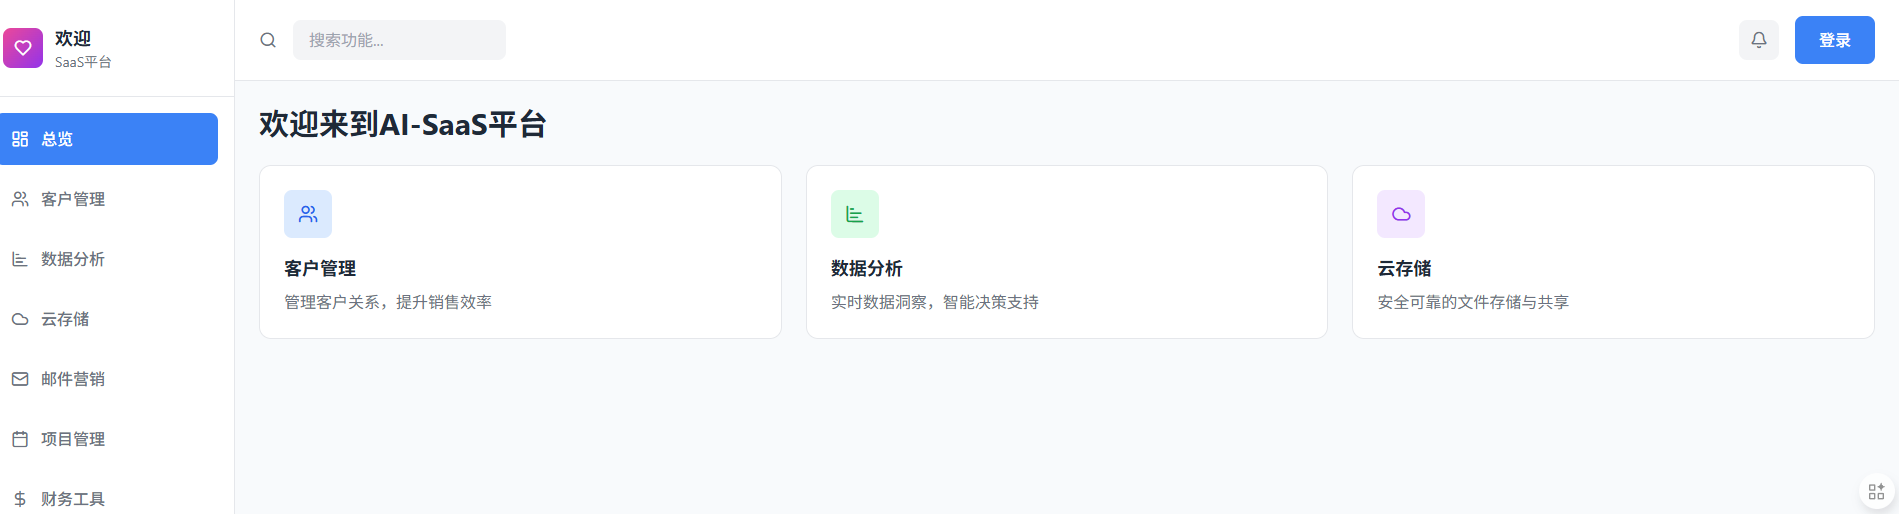 欢迎
SaaS平台
总览
客户管理
数据分析
云存储
邮件营销
项目管理
财务工具
搜索功能...
登录
欢迎来到AI-SaaS平台
客户管理
管理客户关系，提升销售效率
数据分析
实时数据洞察，智能决策支持
云存储
安全可靠的文件存储与共享